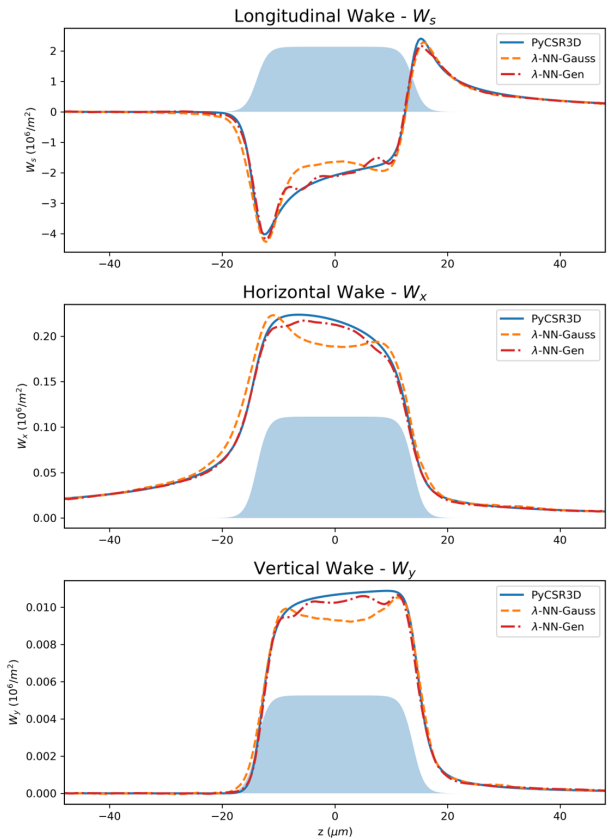 Longitudinal Wake - Wₛ
PyCSR3D
λ-NN-Gauss
λ-NN-Gen
Wₛ (10⁶/m²)
2
1
0
−1
−2
−3
−4
−40 −20 0 20 40
Horizontal Wake - Wₓ
PyCSR3D
λ-NN-Gauss
λ-NN-Gen
Wₓ (10⁶/m²)
0.20
0.15
0.10
0.05
0.00
−40 −20 0 20 40
Vertical Wake - W_y
PyCSR3D
λ-NN-Gauss
λ-NN-Gen
W_y (10⁶/m²)
0.010
0.008
0.006
0.004
0.002
0.000
−40 −20 0 20 40
z (μm)